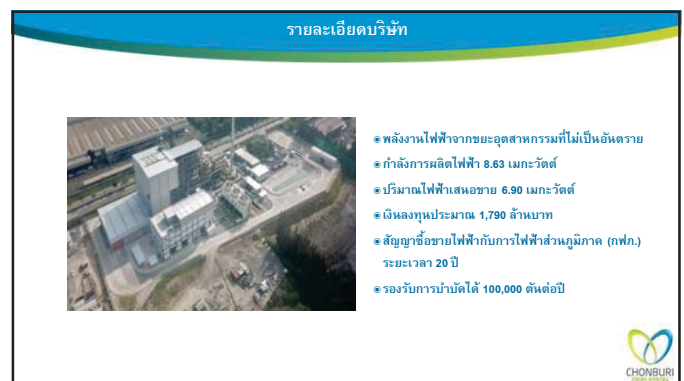 รายละเอียดบริษัท
๏ พลังงานไฟฟ้าจากขยะอุตสาหกรรมที่ไม่เป็นอันตราย
๏ กำลังการผลิตไฟฟ้า 8.63 เมกะวัตต์
๏ ปริมาณไฟฟ้าเสนอขาย 6.90 เมกะวัตต์
๏ เงินลงทุนประมาณ 1,790 ล้านบาท
๏ สัญญาซื้อขายไฟฟ้ากับการไฟฟ้าส่วนภูมิภาค (กฟภ.)
ระยะเวลา 20 ปี
๏ รองรับการบำบัดได้ 100,000 ตันต่อปี
CHONBURI